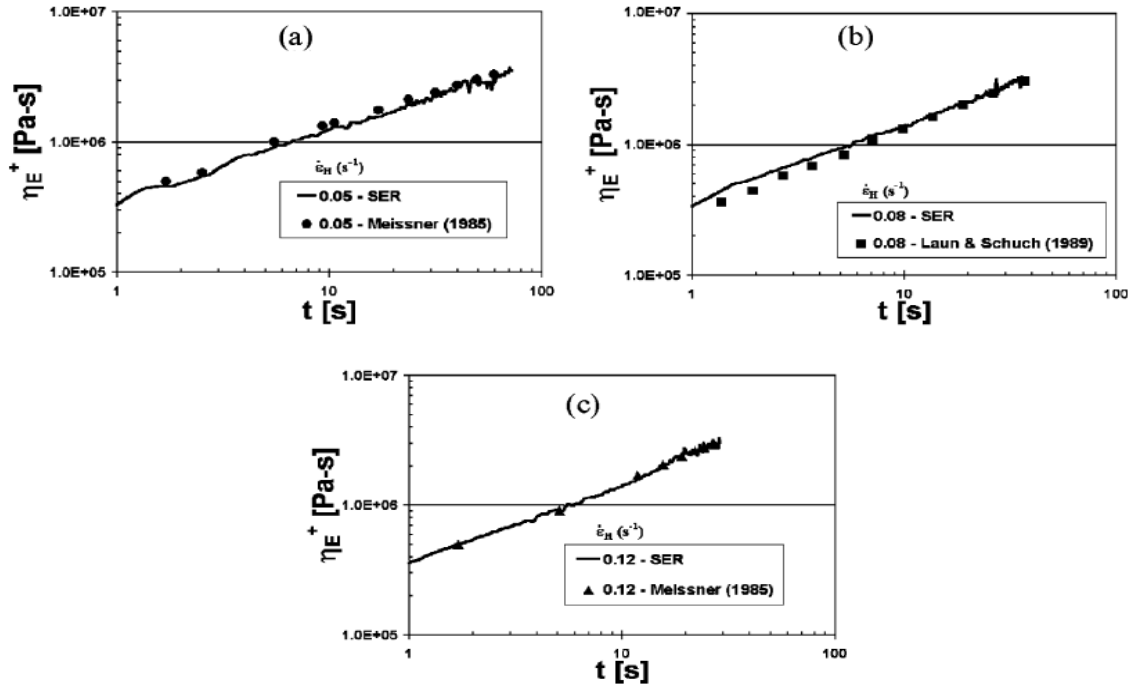 (a)
1.0E+07
1.0E+06
1.0E+05
ηE+ [Pa-s]
ε̇H (s-1)
0.05 - SER
0.05 - Meissner (1985)
1 10 100
t [s]
(b)
1.0E+07
1.0E+06
1.0E+05
ηE+ [Pa-s]
ε̇H (s-1)
0.08 - SER
0.08 - Laun & Schuch (1989)
1 10 100
t [s]
(c)
1.0E+07
1.0E+06
1.0E+05
ηE+ [Pa-s]
ε̇H (s-1)
0.12 - SER
0.12 - Meissner (1985)
1 10 100
t [s]